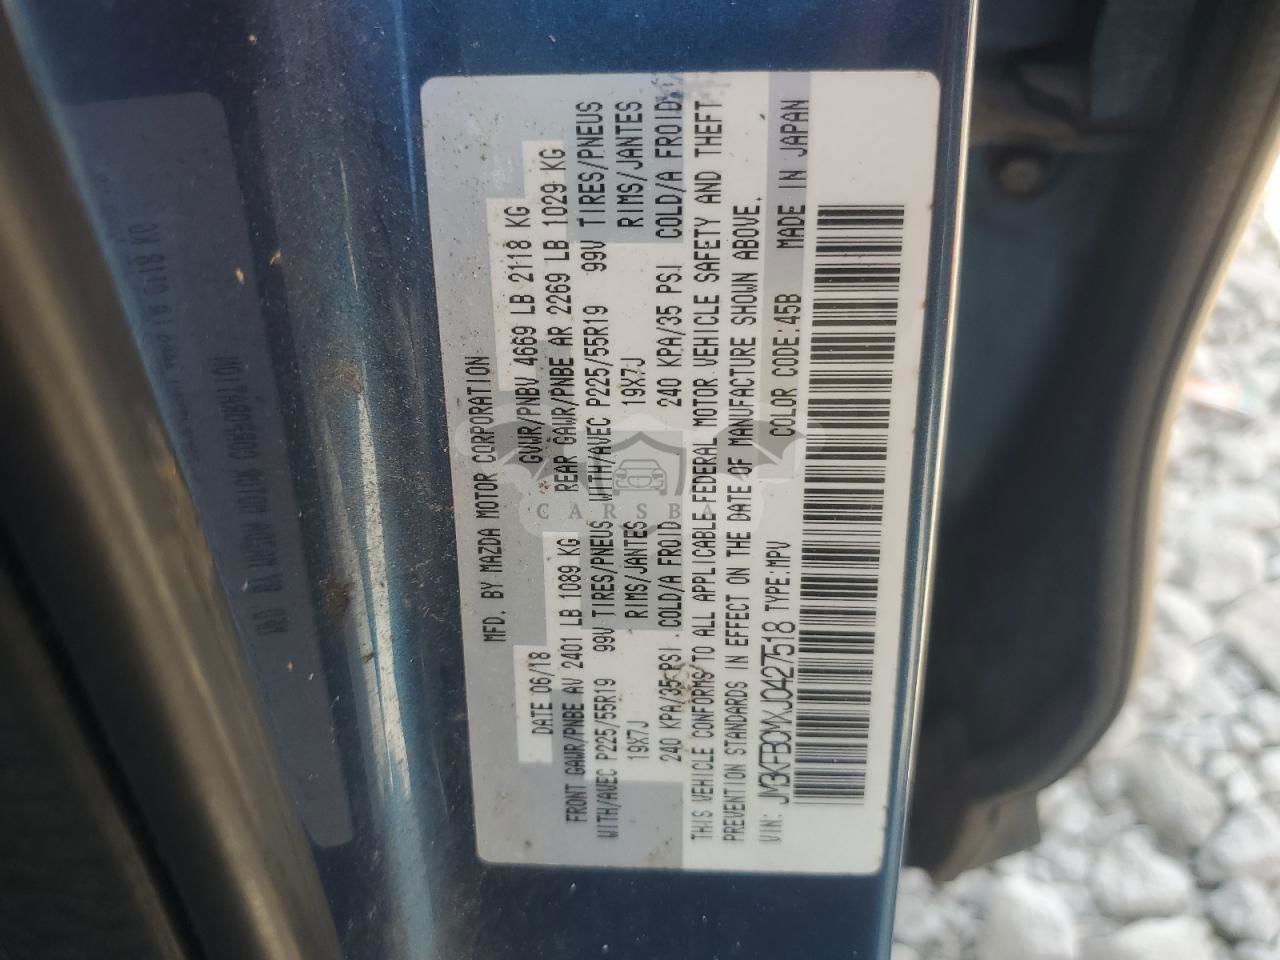 MFD. BY MAZDA MOTOR CORPORATION
DATE 06/18 GVWR/PNBV 4669 LB 2118 KG
FRONT GAWR/PNBE AV 2401 LB 1089 KG REAR GAWR/PNBE AR 2269 LB 1029 KG
WITH/AVEC P225/55R19 99V TIRES/PNEUS WITH/AVEC P225/55R19 99V TIRES/PNEUS
19X7J RIMS/JANTES 19X7J RIMS/JANTES
240 KPA/35 PSI COLD/A FROID 240 KPA/35 PSI COLD/A FROID
THIS VEHICLE CONFORMS TO ALL APPLICABLE FEDERAL MOTOR VEHICLE SAFETY AND THEFT
PREVENTION STANDARDS IN EFFECT ON THE DATE OF MANUFACTURE SHOWN ABOVE.
VIN: JM3KFBCMXJ0427518 TYPE:MPV COLOR CODE:45B MADE IN JAPAN
CARSBA